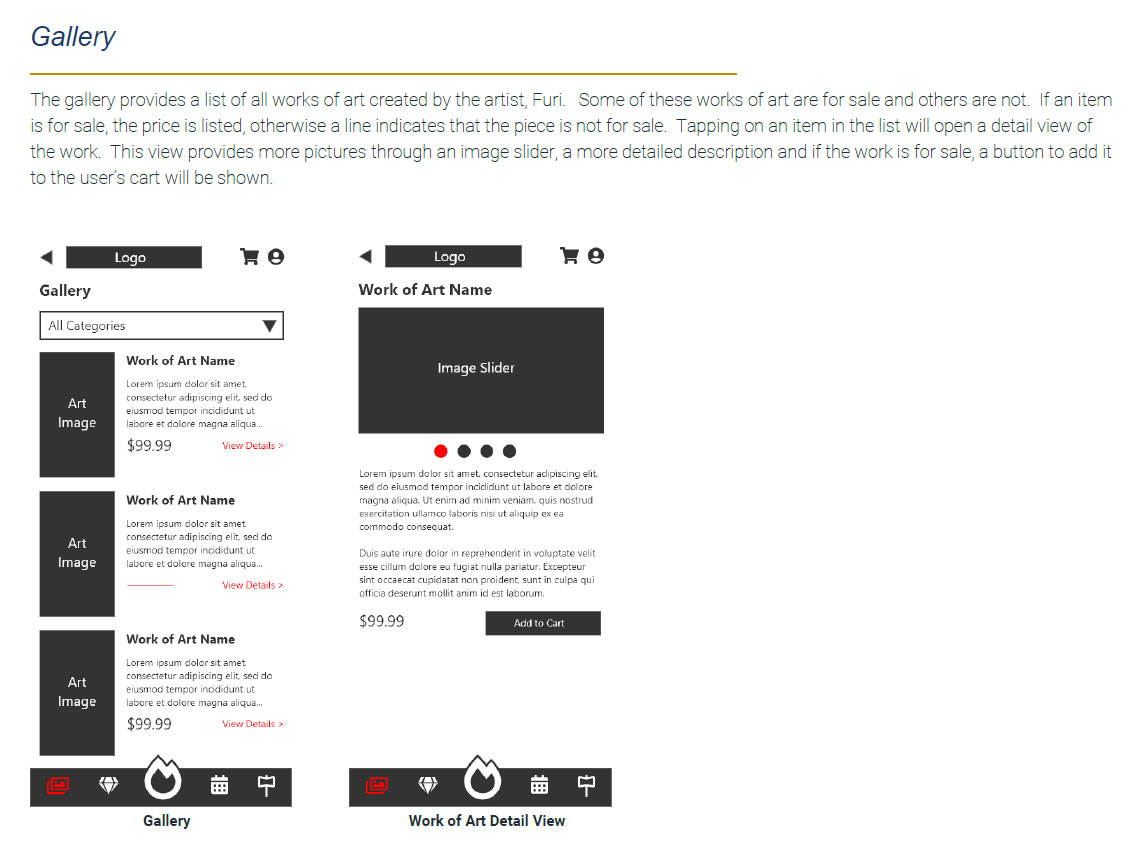 Gallery
The gallery provides a list of all works of art created by the artist, Furi.   Some of these works of art are for sale and others are not.  If an item
is for sale, the price is listed, otherwise a line indicates that the piece is not for sale.  Tapping on an item in the list will open a detail view of
the work.  This view provides more pictures through an image slider, a more detailed description and if the work is for sale, a button to add it
to the user's cart will be shown.
Logo
Gallery
All Categories
Art
Image
Work of Art Name
Lorem ipsum dolor sit amet,
consectetur adipiscing elit, sed do
eiusmod tempor incididunt ut
labore et dolore magna aliqua...
$99.99
View Details >
Art
Image
Work of Art Name
Lorem ipsum dolor sit amet,
consectetur adipiscing elit, sed do
eiusmod tempor incididunt ut
labore et dolore magna aliqua...
View Details >
Art
Image
Work of Art Name
Lorem ipsum dolor sit amet,
consectetur adipiscing elit, sed do
eiusmod tempor incididunt ut
labore et dolore magna aliqua...
$99.99
View Details >
Gallery
Logo
Work of Art Name
Image Slider
Lorem ipsum dolor sit amet, consectetur adipiscing elit,
sed do eiusmod tempor incididunt ut labore et dolore
magna aliqua. Ut enim ad minim veniam, quis nostrud
exercitation ullamco laboris nisi ut aliquip ex ea
commodo consequat.
Duis aute irure dolor in reprehenderit in voluptate velit
esse cillum dolore eu fugiat nulla pariatur. Excepteur
sint occaecat cupidatat non proident, sunt in culpa qui
officia deserunt mollit anim id est laborum.
$99.99
Add to Cart
Work of Art Detail View